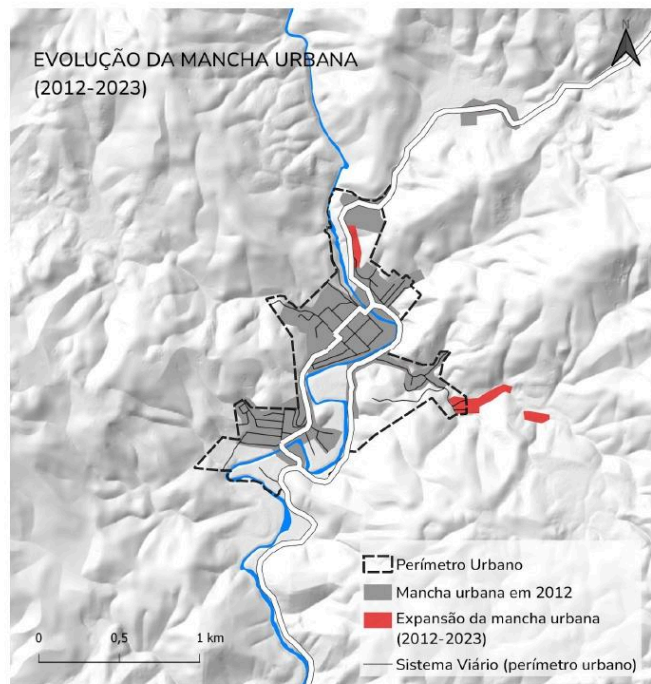 N
EVOLUÇÃO DA MANCHA URBANA
(2012-2023)
Perímetro Urbano
Mancha urbana em 2012
Expansão da mancha urbana
(2012-2023)
Sistema Viário (perímetro urbano)
0 0,5 1 km